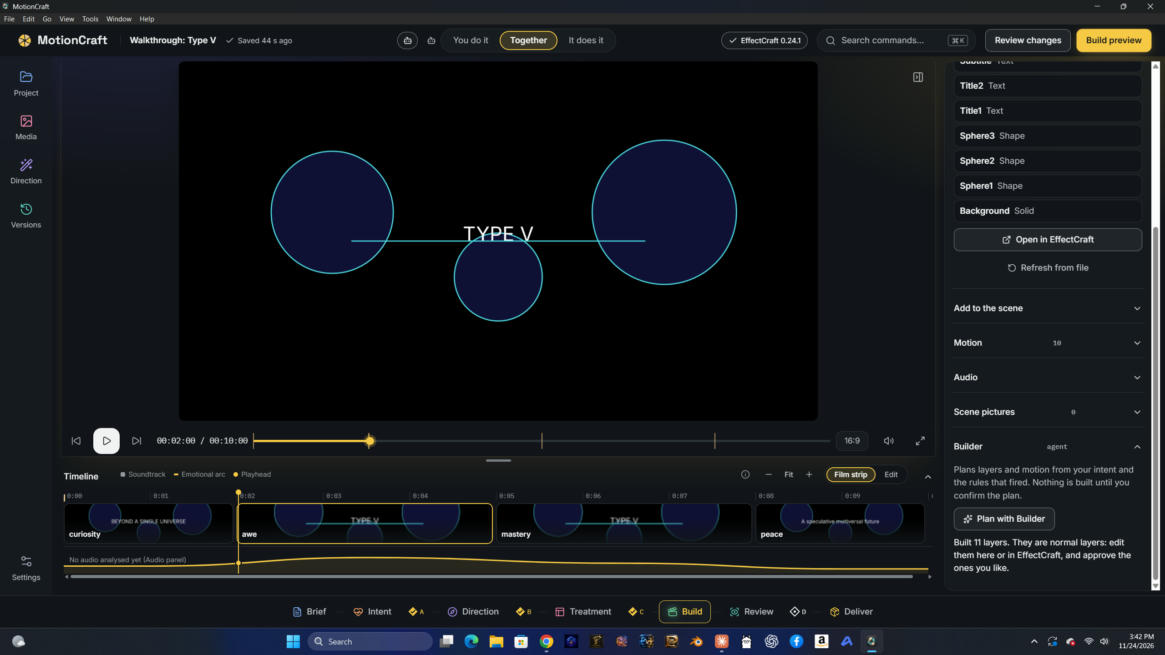 MotionCraft
File Edit Go View Tools Window Help
MotionCraft Walkthrough: Type V Saved 44 s ago You do it Together It does it EffectCraft 0.24.1 Search commands... ⌘K Review changes Build preview
Project
Media
Direction
Versions
Settings
TYPE V
00:02:00 / 00:10:00 16:9
Subtitle Text
Title2 Text
Title1 Text
Sphere3 Shape
Sphere2 Shape
Sphere1 Shape
Background Solid
Open in EffectCraft
Refresh from file
Add to the scene
Motion 10
Audio
Scene pictures 0
Builder agent
Plans layers and motion from your intent and
the rules that fired. Nothing is built until you
confirm the plan.
Plan with Builder
Built 11 layers. They are normal layers: edit
them here or in EffectCraft, and approve the
ones you like.
Timeline Soundtrack Emotional arc Playhead Fit Film strip Edit
0:00 0:01 0:02 0:03 0:04 0:05 0:06 0:07 0:08 0:09
BEYOND A SINGLE UNIVERSE TYPE V TYPE V A speculative multiversal future
curiosity awe mastery peace
No audio analysed yet (Audio panel)
Brief Intent A Direction B Treatment C Build Review D Deliver
Search
3:42 PM
11/24/2026